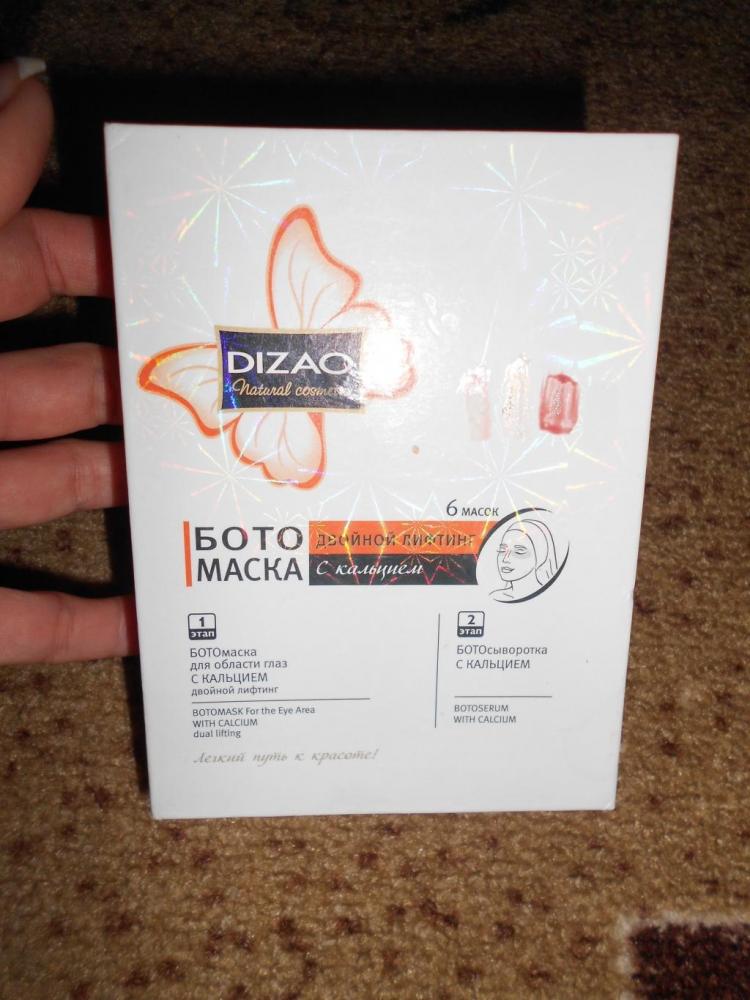 DIZAO
Natural cosmetics
6 масок
БОТО
МАСКА
ДВОЙНОЙ ЛИФТИНГ
С кальцием
1
этап
БОТОмаска
для области глаз
С КАЛЬЦИЕМ
двойной лифтинг
BOTOMASK For the Eye Area
WITH CALCIUM
dual lifting
2
этап
БОТОсыворотка
С КАЛЬЦИЕМ
BOTOSERUM
WITH CALCIUM
Легкий путь к красоте!